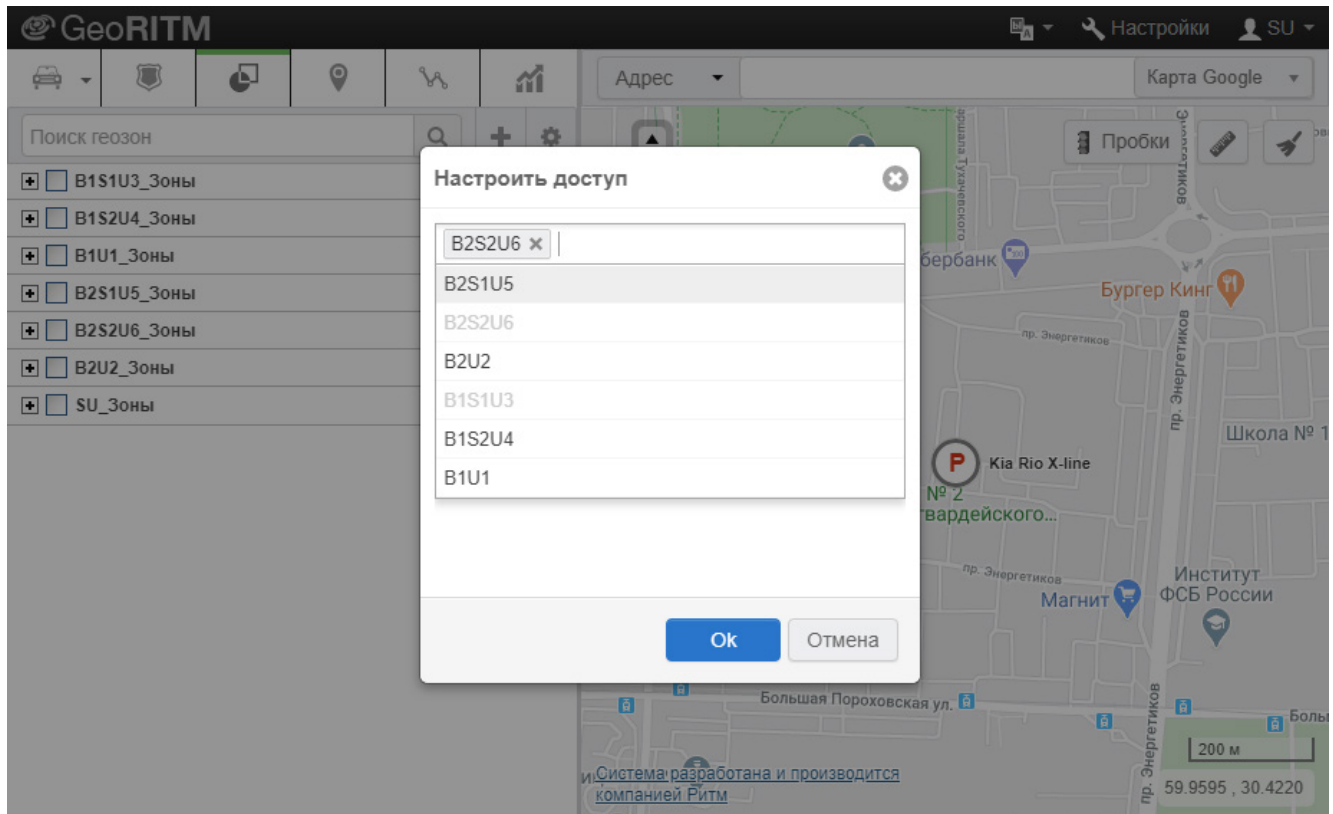 GeoRITM
Настройки
SU
Адрес
Карта Google
Поиск геозон
Пробки
B1S1U3_Зоны
B1S2U4_Зоны
B1U1_Зоны
B2S1U5_Зоны
B2S2U6_Зоны
B2U2_Зоны
SU_Зоны
Настроить доступ
B2S2U6
B2S1U5
B2S2U6
B2U2
B1S1U3
B1S2U4
B1U1
Ok
Отмена
Тухачевского
бербанк
Бургер Кинг
пр. Энергетиков
пр. Энергетиков
Школа № 1
P
Kia Rio X-line
№ 2
гвардейского...
пр. Энергетиков
Магнит
Институт
ФСБ России
Большая Пороховская ул.
пр. Энергетиков
200 м
59.9595 , 30.4220
Система разработана и производится
компанией Ритм